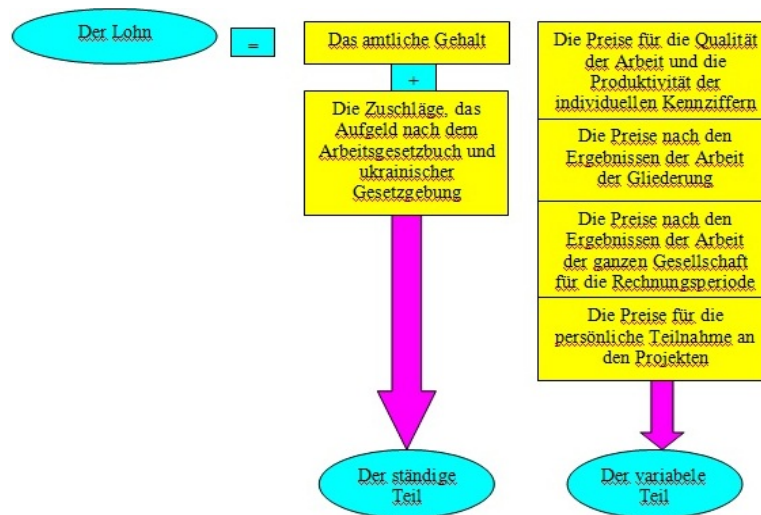 Der Lohn
=
Das amtliche Gehalt
+
Die Zuschläge, das
Aufgeld nach dem
Arbeitsgesetzbuch und
ukrainischer
Gesetzgebung
Die Preise für die Qualität
der Arbeit und die
Produktivität der
individuellen Kennziffern
Die Preise nach den
Ergebnissen der Arbeit
der Gliederung
Die Preise nach den
Ergebnissen der Arbeit
der ganzen Gesellschaft
für die Rechnungsperiode
Die Preise für die
persönliche Teilnahme an
den Projekten
Der ständige
Teil
Der variabele
Teil